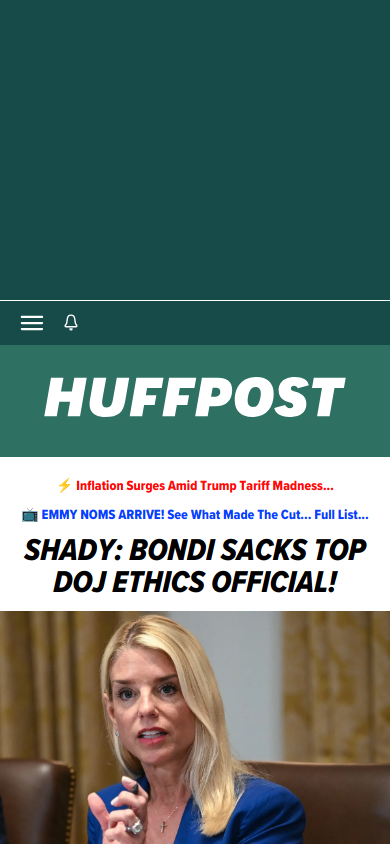 HUFFPOST
⚡ Inflation Surges Amid Trump Tariff Madness...
📺 EMMY NOMS ARRIVE! See What Made The Cut... Full List...
SHADY: BONDI SACKS TOP
DOJ ETHICS OFFICIAL!